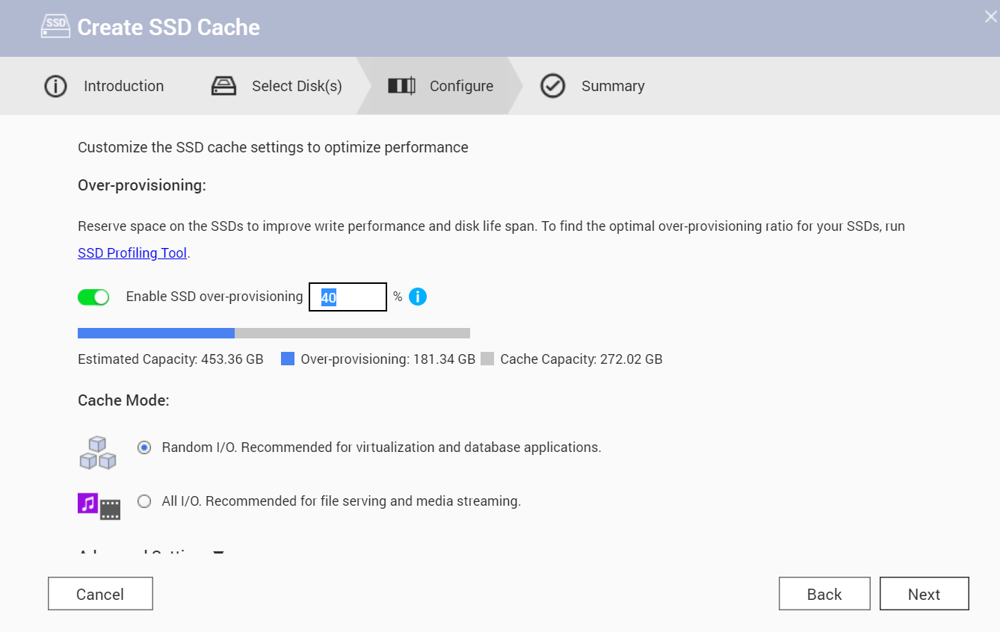 SSD
Create SSD Cache
Introduction
Select Disk(s)
Configure
Summary
Customize the SSD cache settings to optimize performance
Over-provisioning:
Reserve space on the SSDs to improve write performance and disk life span. To find the optimal over-provisioning ratio for your SSDs, run
SSD Profiling Tool.
Enable SSD over-provisioning 40 %
Estimated Capacity: 453.36 GB Over-provisioning: 181.34 GB Cache Capacity: 272.02 GB
Cache Mode:
Random I/O. Recommended for virtualization and database applications.
All I/O. Recommended for file serving and media streaming.
Cancel
Back
Next